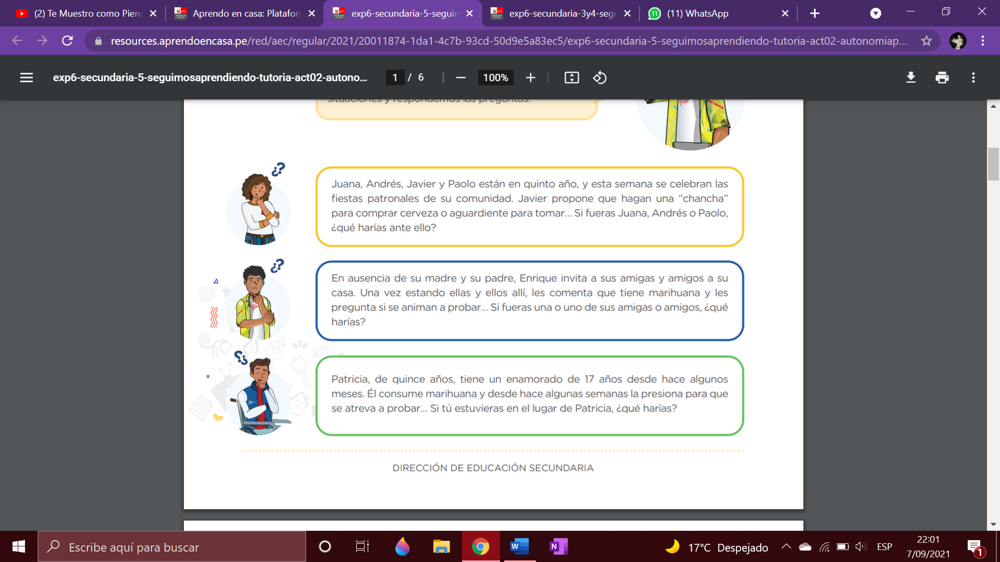 (2) Te Muestro como Piens
Aprendo en casa: Platafor
exp6-secundaria-5-seguim
exp6-secundaria-3y4-segu
(11) WhatsApp
resources.aprendoencasa.pe/red/aec/regular/2021/20011874-1da1-4c7b-93cd-50d9e5a83ec5/exp6-secundaria-5-seguimosaprendiendo-tutoria-act02-autonomiap...
exp6-secundaria-5-seguimosaprendiendo-tutoria-act02-autono... 1 / 6 100%
situaciones y respondemos las preguntas.
¿?
Juana, Andrés, Javier y Paolo están en quinto año, y esta semana se celebran las
fiestas patronales de su comunidad. Javier propone que hagan una “chancha”
para comprar cerveza o aguardiente para tomar... Si fueras Juana, Andrés o Paolo,
¿qué harías ante ello?
¿?
En ausencia de su madre y su padre, Enrique invita a sus amigas y amigos a su
casa. Una vez estando ellas y ellos allí, les comenta que tiene marihuana y les
pregunta si se animan a probar... Si fueras una o uno de sus amigas o amigos, ¿qué
harías?
¿?
Patricia, de quince años, tiene un enamorado de 17 años desde hace algunos
meses. Él consume marihuana y desde hace algunas semanas la presiona para que
se atreva a probar... Si tú estuvieras en el lugar de Patricia, ¿qué harías?
DIRECCIÓN DE EDUCACIÓN SECUNDARIA
Escribe aquí para buscar
17°C Despejado
ESP
22:01
7/09/2021
1